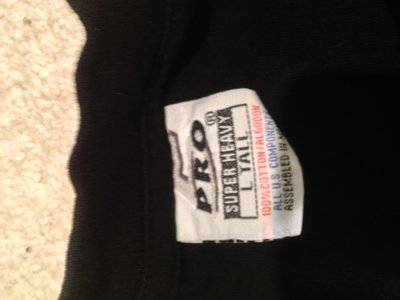 PRO®
SUPER HEAVY
L TALL
100% COTTON/ALGODON
ALL U.S. COMPONENTS
ASSEMBLED IN